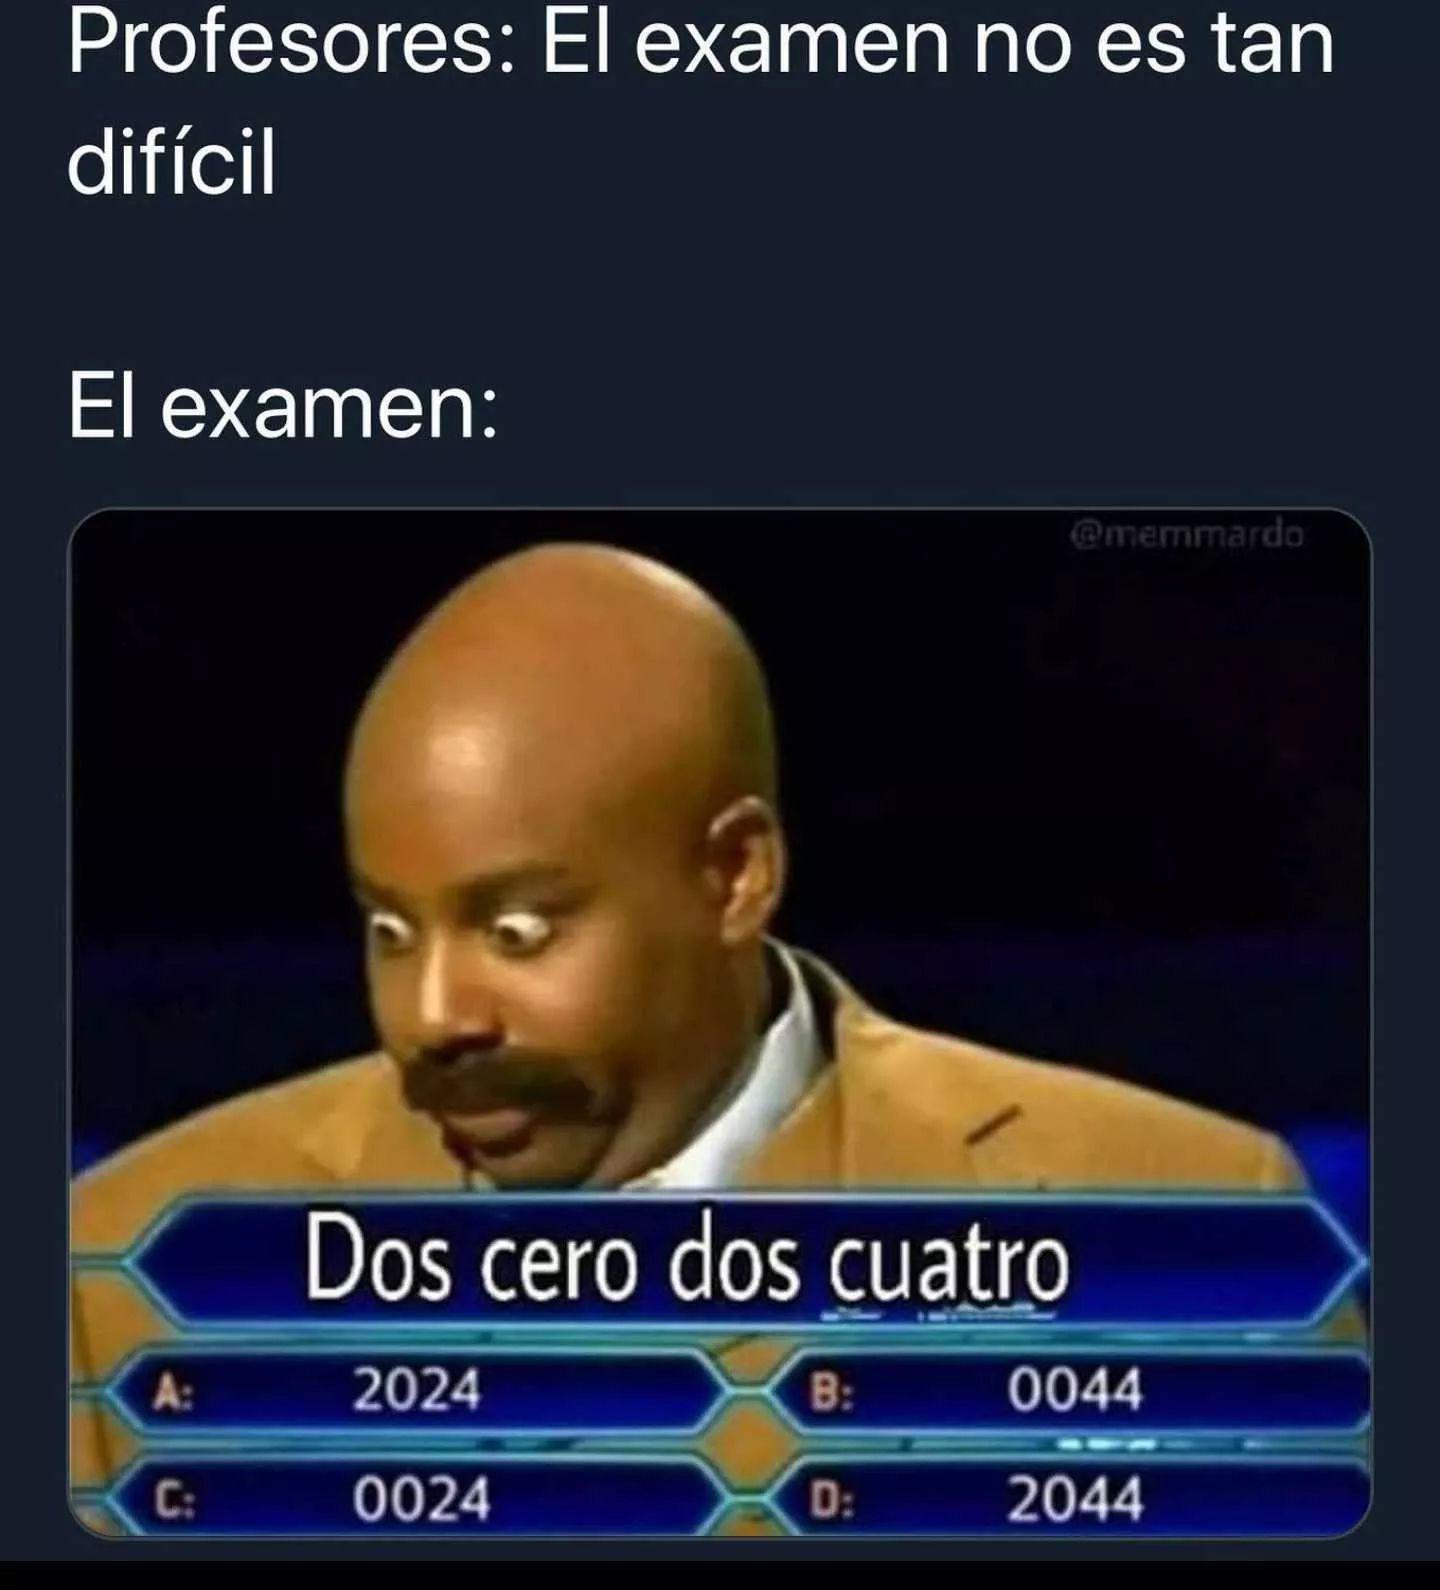 Profesores: El examen no es tan
difícil
El examen:
@memmardo
Dos cero dos cuatro
A: 2024
B: 0044
C: 0024
D: 2044